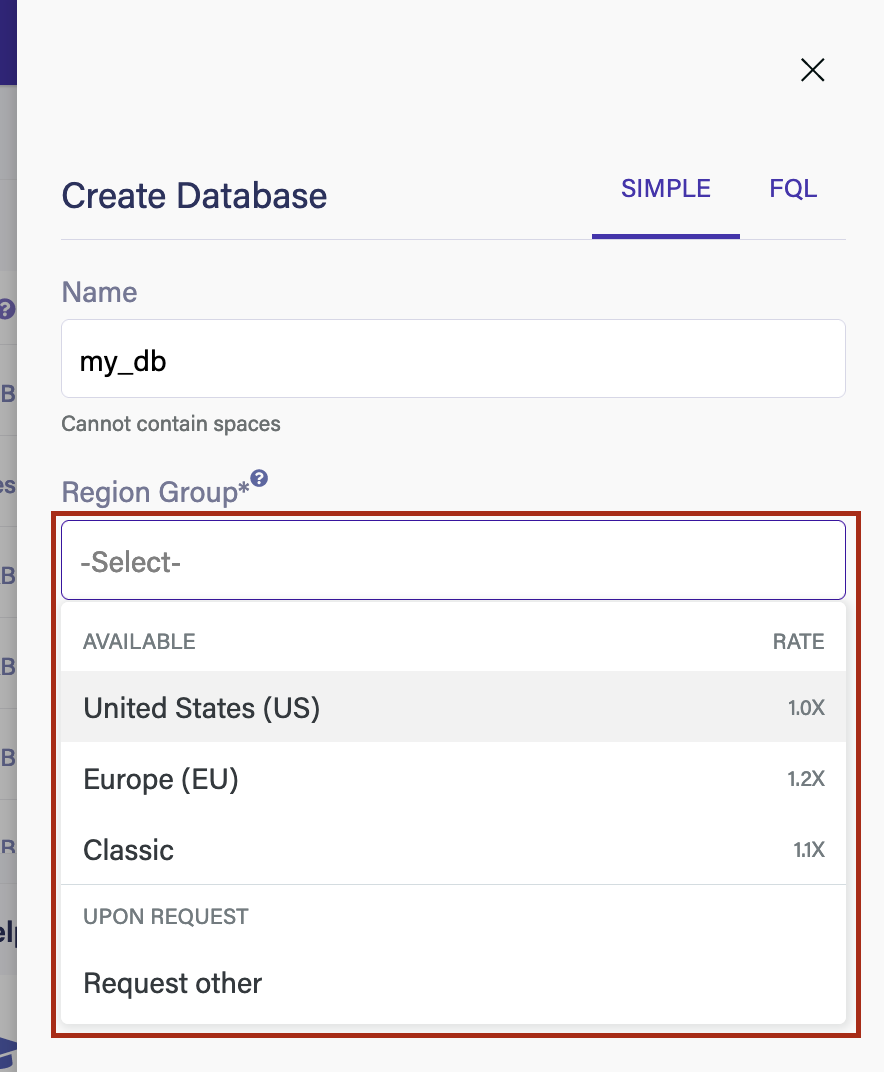 Create Database
SIMPLE
FQL
Name
my_db
Cannot contain spaces
Region Group*
-Select-
AVAILABLE RATE
United States (US) 1.0X
Europe (EU) 1.2X
Classic 1.1X
UPON REQUEST
Request other